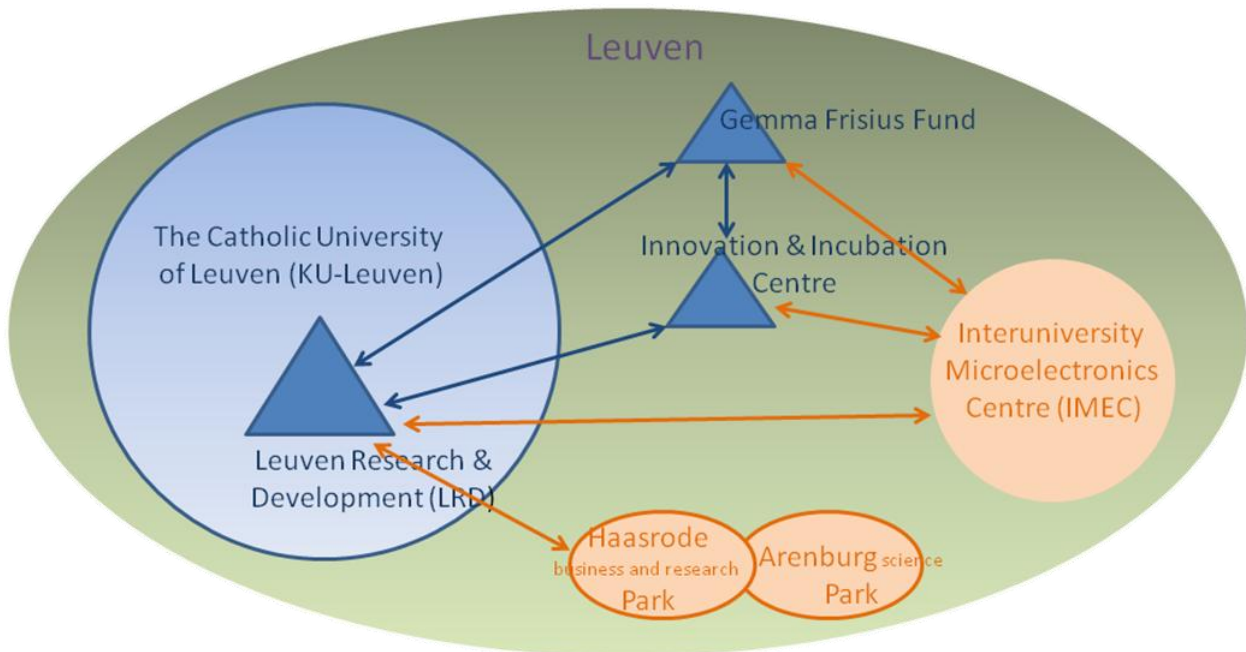 Leuven
Gemma Frisius Fund
The Catholic University
of Leuven (KU-Leuven)
Innovation & Incubation
Centre
Interuniversity
Microelectronics
Centre (IMEC)
Leuven Research &
Development (LRD)
Haasrode
business and research
Park
Arenburg science
Park